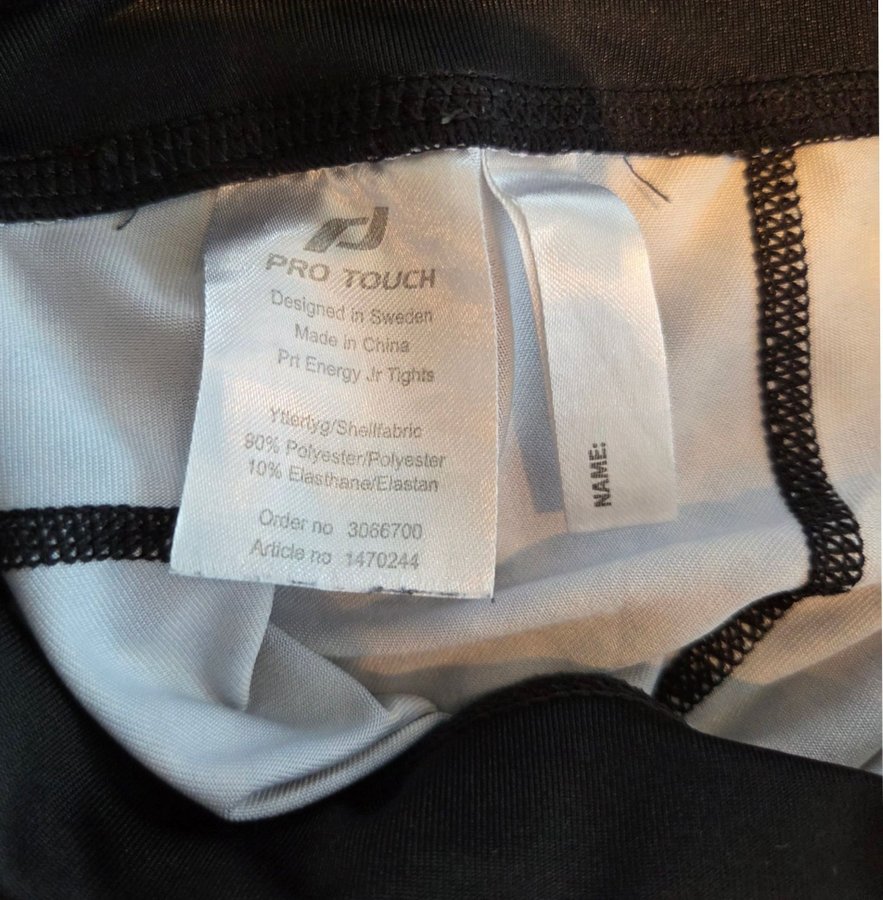 PRO TOUCH
Designed in Sweden
Made in China
Prt Energy Jr Tights
Yttertyg/Shellfabric
90% Polyester/Polyester
10% Elasthane/Elastan
Order no 3066700
Article no 1470244
NAME: